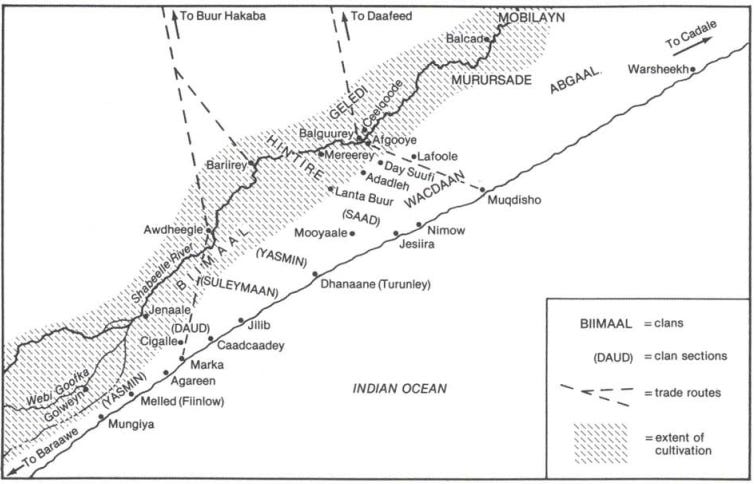 To Buur Hakaba
To Daafeed
MOBILAYN
Balcad
To Cadale
MURURSADE
ABGAAL
Warsheekh
GELEDI
Ceelqoode
Balguurey
Afgooye
HINTIRE
Mereerey
Lafoole
Bariirey
Day Suufi
Adadleh
WACDAAN
Lanta Buur
Muqdisho
(SAAD)
Awdheegle
Mooyaale
Nimow
Jesiira
Shabeelle River
BIIMAAL
(YASMIN)
(SULEYMAAN)
Dhanaane (Turunley)
Jenaale
(DAUD)
Jilib
Cigalle
Caadcaadey
Marka
Agareen
Webi Goofka
Golweyn
(YASMIN)
Melled (Fiinlow)
Mungiya
To Baraawe
INDIAN OCEAN
BIIMAAL = clans
(DAUD) = clan sections
= trade routes
= extent of
cultivation